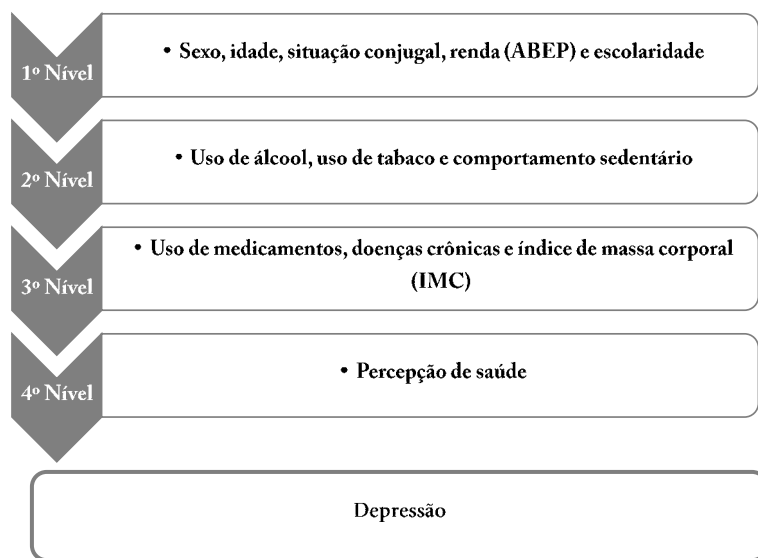 1º Nível
• Sexo, idade, situação conjugal, renda (ABEP) e escolaridade
2º Nível
• Uso de álcool, uso de tabaco e comportamento sedentário
3º Nível
• Uso de medicamentos, doenças crônicas e índice de massa corporal
(IMC)
4º Nível
• Percepção de saúde
Depressão